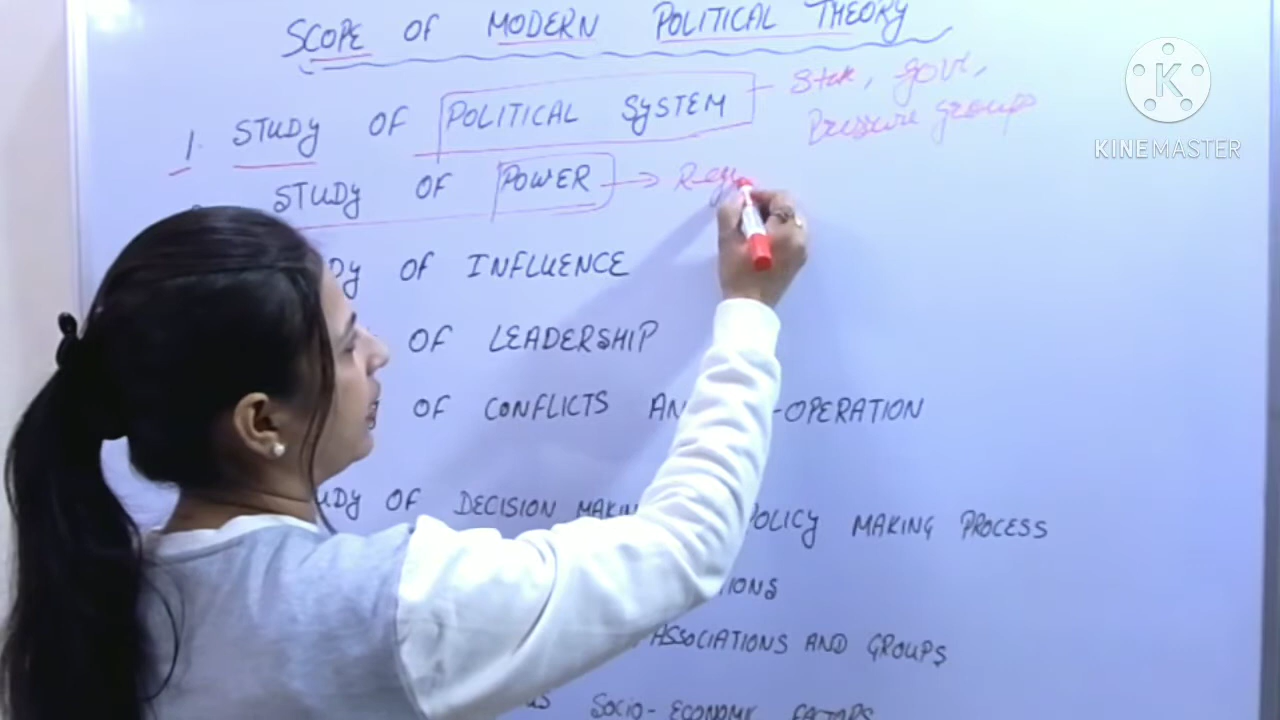 SCOPE OF MODERN POLITICAL THEORY
1. STUDY OF POLITICAL SYSTEM - State, Govt,
Pressure groups
STUDY OF POWER → Reg
OF INFLUENCE
OF LEADERSHIP
OF CONFLICTS AN -OPERATION
OF DECISION MAKIN POLICY MAKING PROCESS
IONS
ASSOCIATIONS AND GROUPS
SOCIO-ECONOMIC FACTORS
K
KINEMASTER